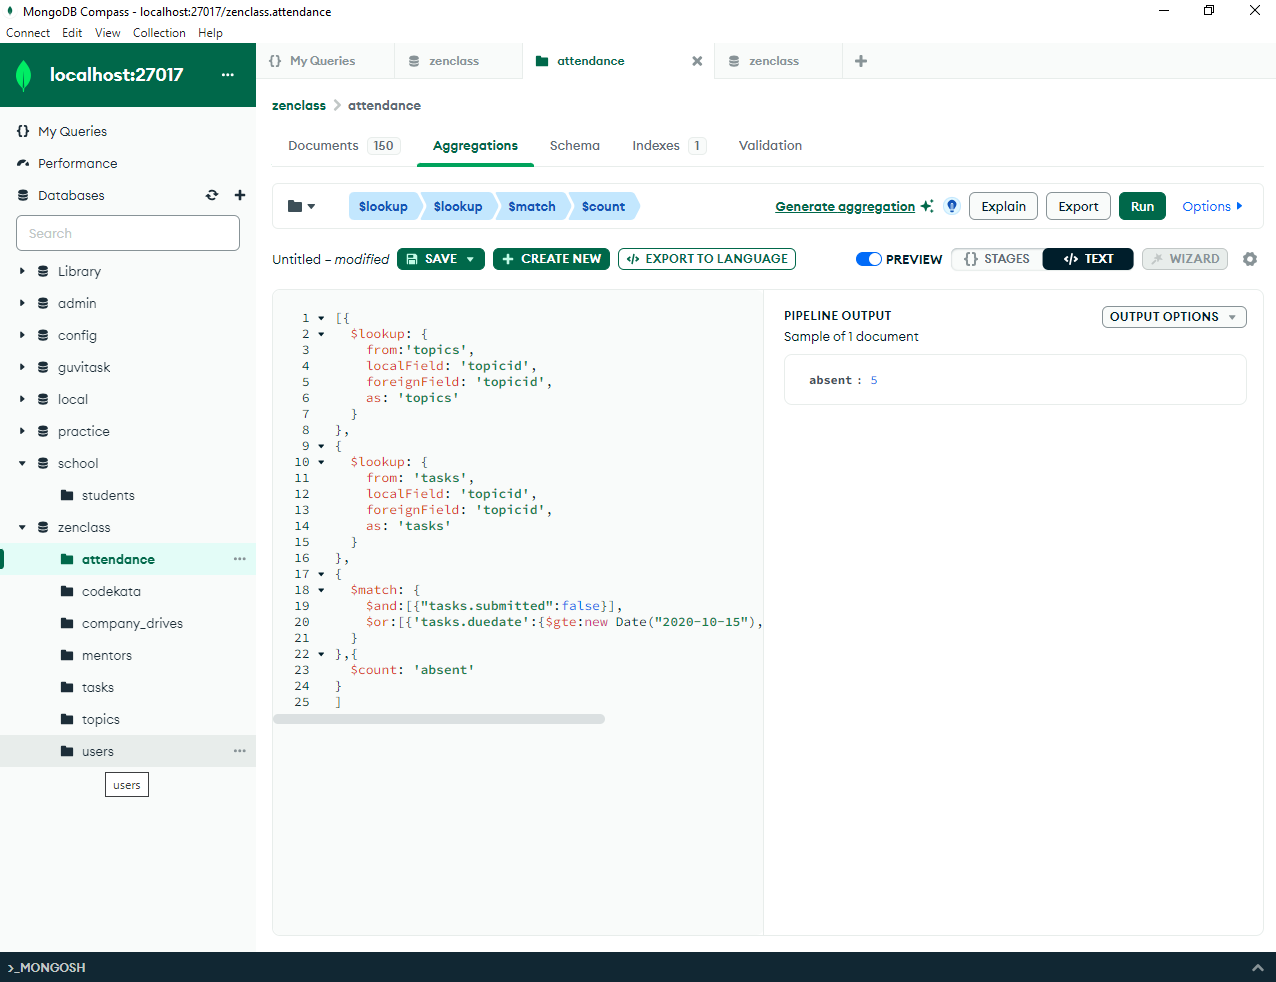 MongoDB Compass - localhost:27017/zenclass.attendance
Connect Edit View Collection Help
localhost:27017 ...
{} My Queries
zenclass
attendance
zenclass
zenclass > attendance
My Queries
Performance
Databases
Search
Library
admin
config
guvitask
local
practice
school
students
zenclass
attendance
codekata
company_drives
mentors
tasks
topics
users
users
Documents 150
Aggregations
Schema
Indexes 1
Validation
$lookup $lookup $match $count
Generate aggregation
Explain
Export
Run
Options
Untitled – modified
SAVE
CREATE NEW
EXPORT TO LANGUAGE
PREVIEW
{} STAGES
</> TEXT
WIZARD
1 [{
2 $lookup: {
3 from:'topics',
4 localField: 'topicid',
5 foreignField: 'topicid',
6 as: 'topics'
7 }
8 },
9 {
10 $lookup: {
11 from: 'tasks',
12 localField: 'topicid',
13 foreignField: 'topicid',
14 as: 'tasks'
15 }
16 },
17 {
18 $match: {
19 $and:[{"tasks.submitted":false}],
20 $or:[{'tasks.duedate':{$gte:new Date("2020-10-15"),
21 }
22 },{
23 $count: 'absent'
24 }
25 ]
PIPELINE OUTPUT
Sample of 1 document
OUTPUT OPTIONS
absent : 5
>_MONGOSH